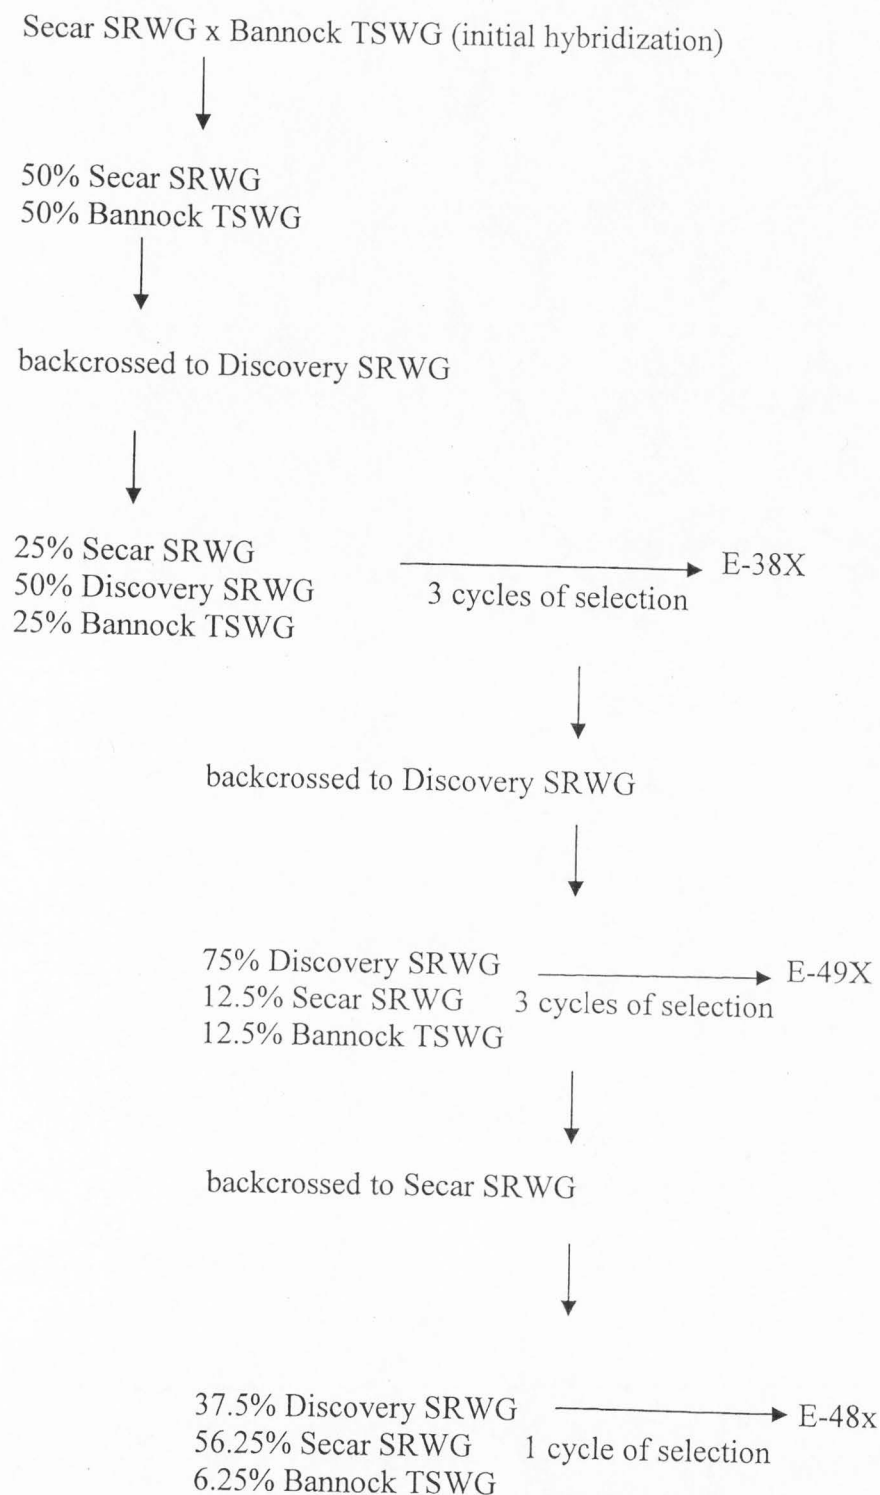 Secar SRWG x Bannock TSWG (initial hybridization)
50% Secar SRWG
50% Bannock TSWG
backcrossed to Discovery SRWG
25% Secar SRWG
50% Discovery SRWG
25% Bannock TSWG
3 cycles of selection
E-38X
backcrossed to Discovery SRWG
75% Discovery SRWG
12.5% Secar SRWG
12.5% Bannock TSWG
3 cycles of selection
E-49X
backcrossed to Secar SRWG
37.5% Discovery SRWG
56.25% Secar SRWG
6.25% Bannock TSWG
1 cycle of selection
E-48x